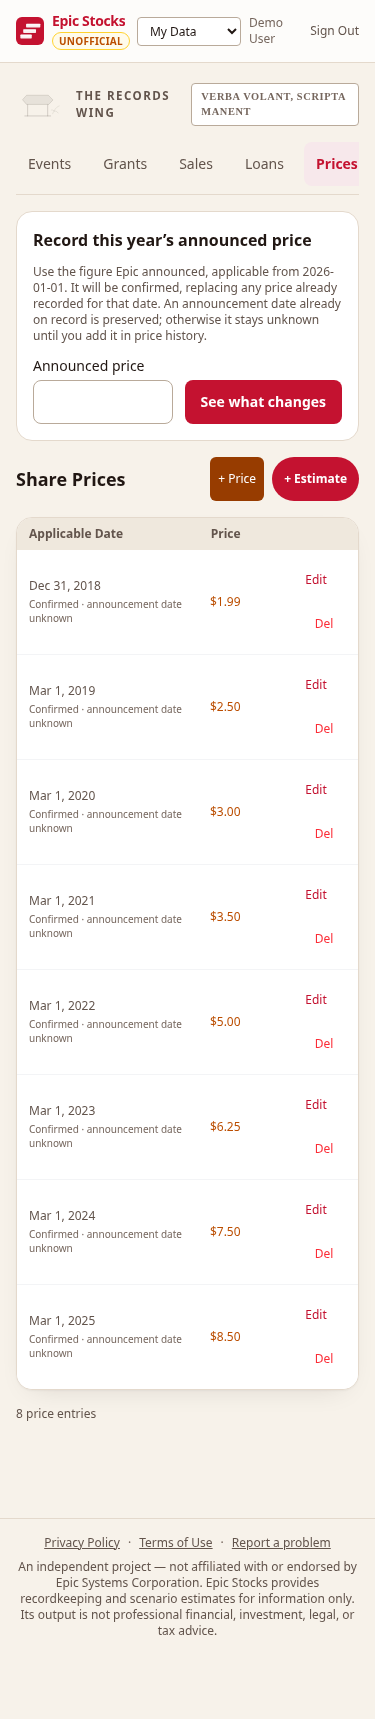 Epic Stocks
UNOFFICIAL
My Data
Demo
User
Sign Out
THE RECORDS
WING
VERBA VOLANT, SCRIPTA
MANENT
Events
Grants
Sales
Loans
Prices
Record this year’s announced price
Use the figure Epic announced, applicable from 2026-
01-01. It will be confirmed, replacing any price already
recorded for that date. An announcement date already
on record is preserved; otherwise it stays unknown
until you add it in price history.
Announced price
See what changes
Share Prices
+ Price
+ Estimate
Applicable Date
Price
Dec 31, 2018
Confirmed · announcement date
unknown
$1.99
Edit
Del
Mar 1, 2019
Confirmed · announcement date
unknown
$2.50
Edit
Del
Mar 1, 2020
Confirmed · announcement date
unknown
$3.00
Edit
Del
Mar 1, 2021
Confirmed · announcement date
unknown
$3.50
Edit
Del
Mar 1, 2022
Confirmed · announcement date
unknown
$5.00
Edit
Del
Mar 1, 2023
Confirmed · announcement date
unknown
$6.25
Edit
Del
Mar 1, 2024
Confirmed · announcement date
unknown
$7.50
Edit
Del
Mar 1, 2025
Confirmed · announcement date
unknown
$8.50
Edit
Del
8 price entries
Privacy Policy · Terms of Use · Report a problem
An independent project — not affiliated with or endorsed by
Epic Systems Corporation. Epic Stocks provides
recordkeeping and scenario estimates for information only.
Its output is not professional financial, investment, legal, or
tax advice.